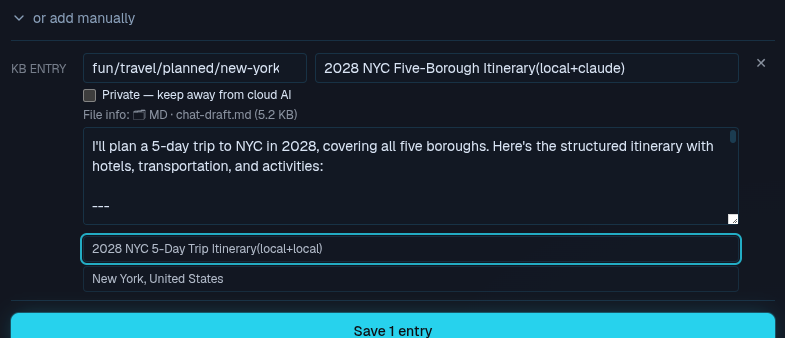 or add manually
KB ENTRY
fun/travel/planned/new-york
2028 NYC Five-Borough Itinerary(local+claude)
Private — keep away from cloud AI
File info: MD · chat-draft.md (5.2 KB)
I'll plan a 5-day trip to NYC in 2028, covering all five boroughs. Here's the structured itinerary with
hotels, transportation, and activities:
---
2028 NYC 5-Day Trip Itinerary(local+local)
New York, United States
Save 1 entry